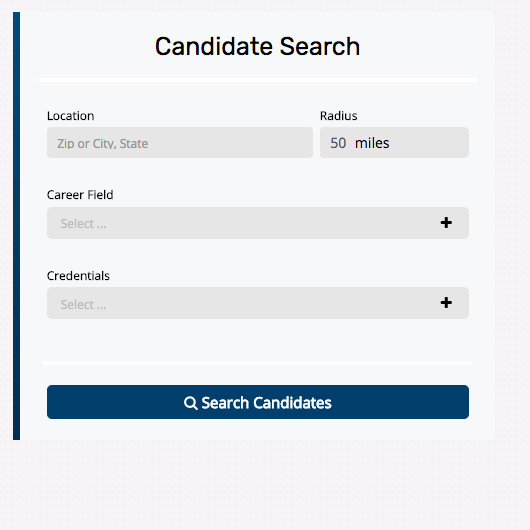 Candidate Search
Location
Radius
Zip or City, State
50 miles
Career Field
Select ...
Credentials
Select ...
Search Candidates